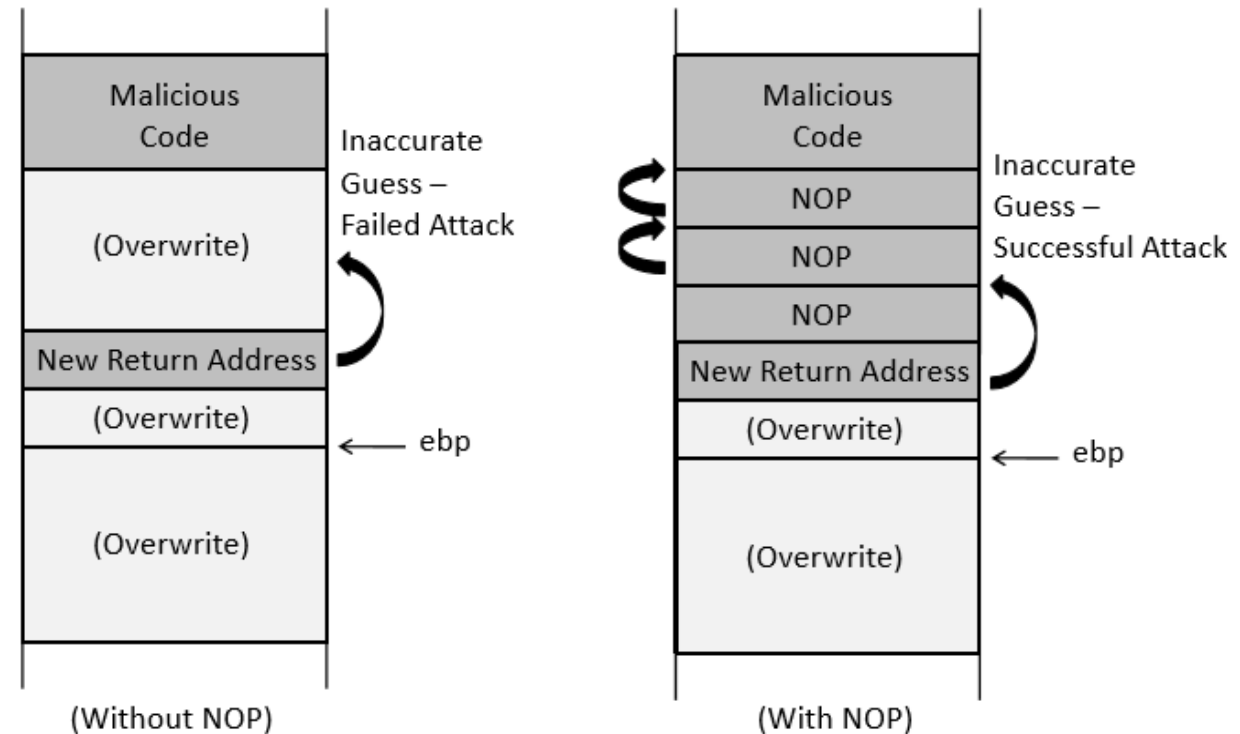 Malicious
Code
Inaccurate
Guess –
Failed Attack
(Overwrite)
New Return Address
(Overwrite)
ebp
(Overwrite)
(Without NOP)
Malicious
Code
Inaccurate
Guess –
Successful Attack
NOP
NOP
NOP
New Return Address
(Overwrite)
ebp
(Overwrite)
(With NOP)